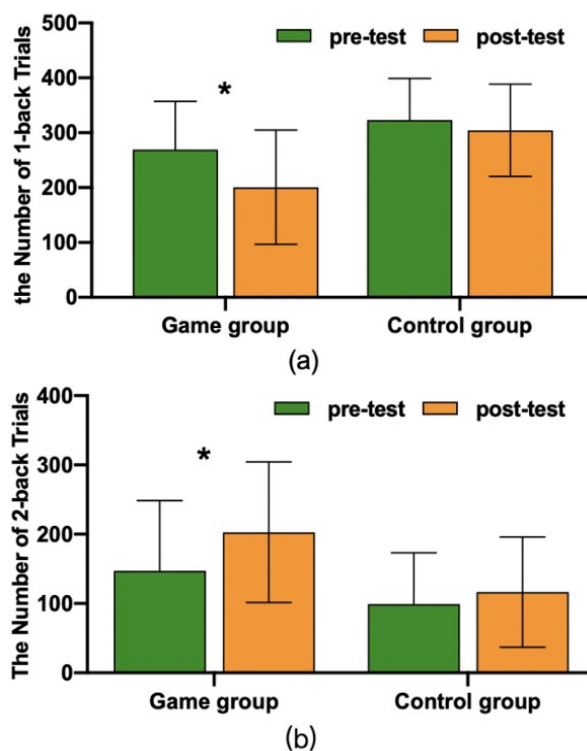 500
400
300
200
100
0
the Number of 1-back Trials
pre-test post-test
*
Game group Control group
(a)
400
300
200
100
0
The Number of 2-back Trials
pre-test post-test
*
Game group Control group
(b)